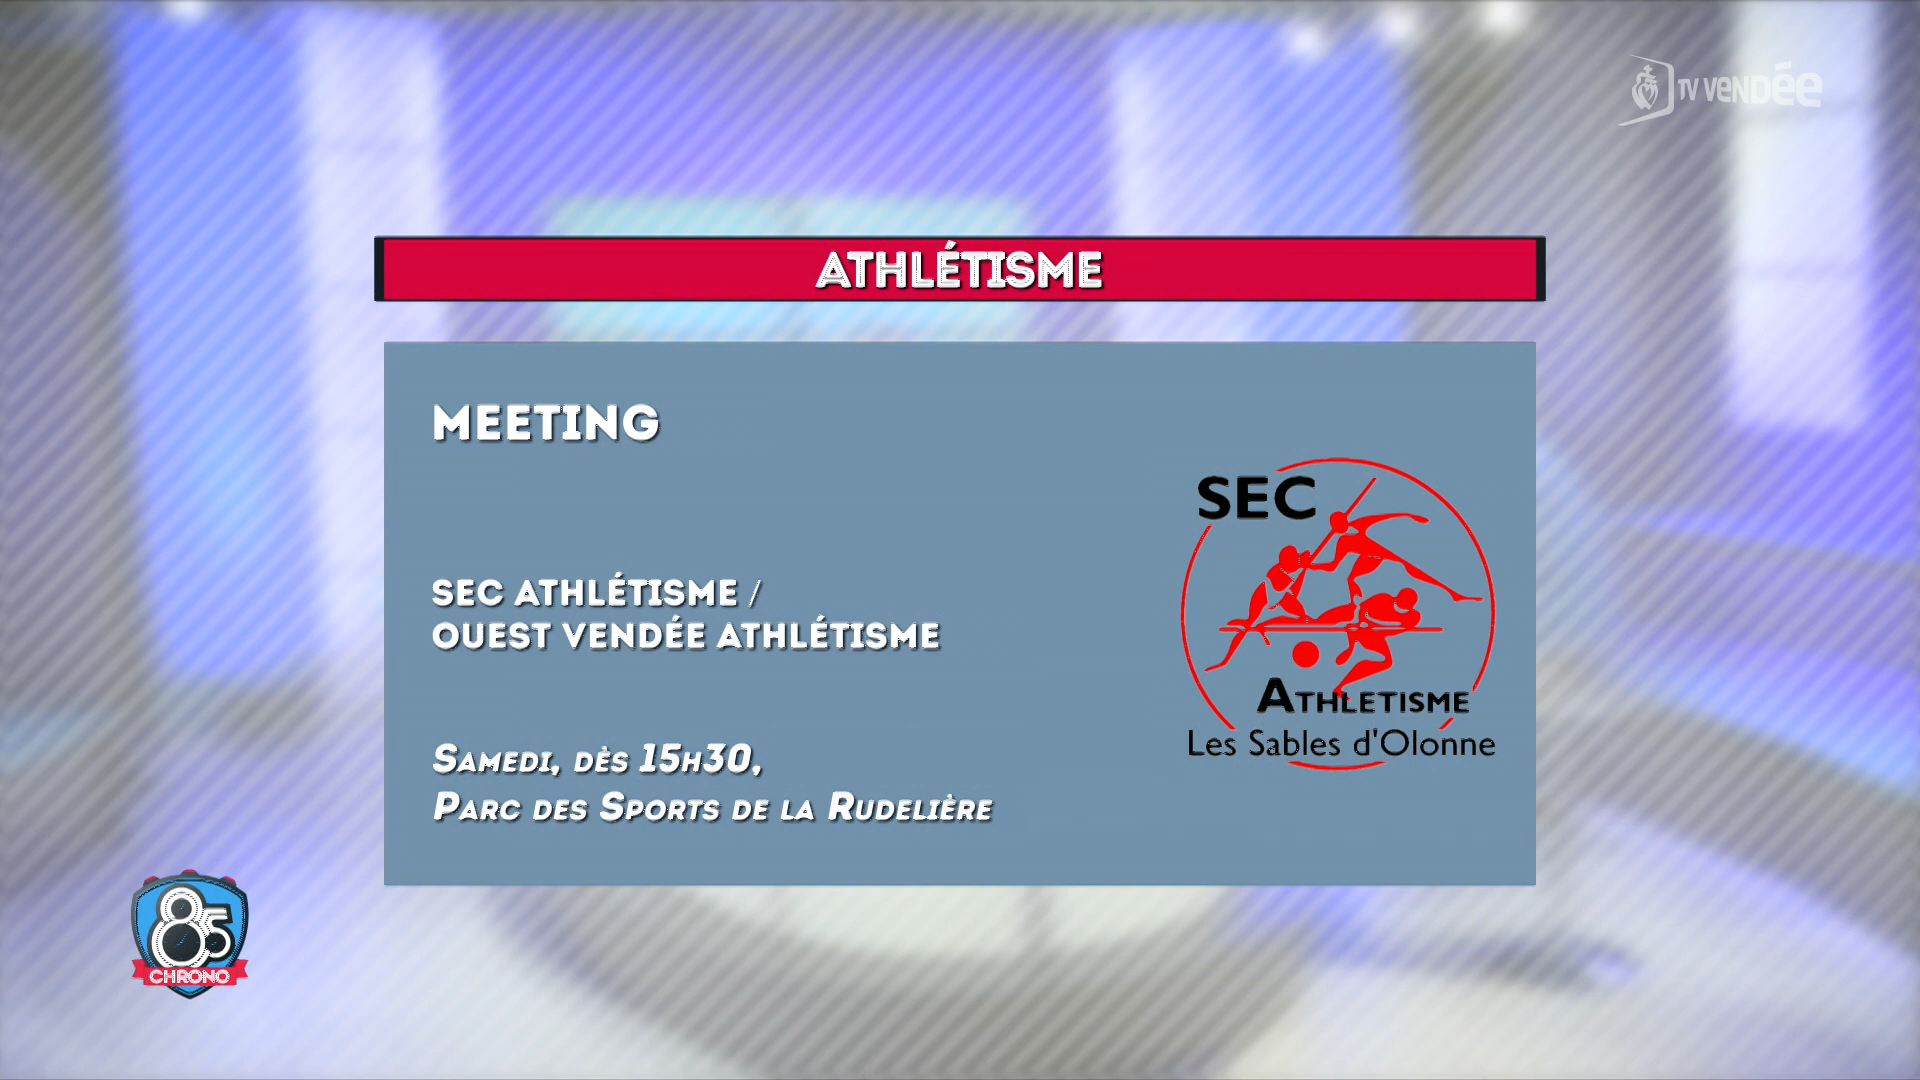 TV VENDÉE
ATHLÉTISME
MEETING
SEC ATHLÉTISME /
OUEST VENDÉE ATHLÉTISME
SAMEDI, DÈS 15H30,
PARC DES SPORTS DE LA RUDELIÈRE
SEC
ATHLETISME
Les Sables d'Olonne
85
CHRONO